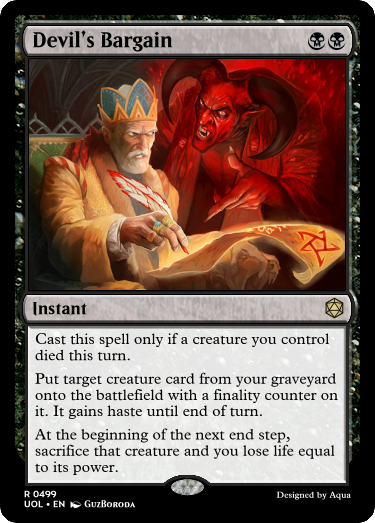 Devil's Bargain
Instant
Cast this spell only if a creature you control
died this turn.
Put target creature card from your graveyard
onto the battlefield with a finality counter on
it. It gains haste until end of turn.
At the beginning of the next end step,
sacrifice that creature and you lose life equal
to its power.
R 0499
UOL • EN GuzBoroda
Designed by Aqua